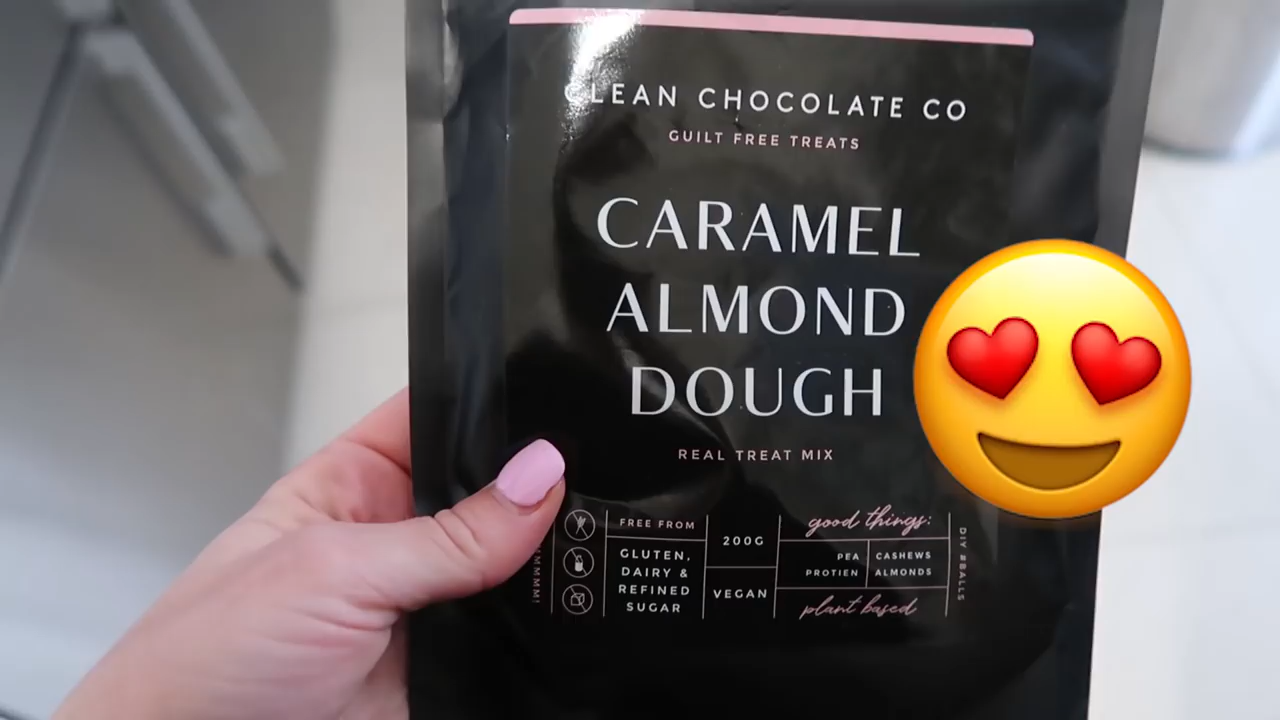 CLEAN CHOCOLATE CO
GUILT FREE TREATS
CARAMEL
ALMOND
DOUGH
REAL TREAT MIX
FREE FROM
GLUTEN,
DAIRY &
REFINED
SUGAR
200G
VEGAN
good things:
PEA
PROTIEN
CASHEWS
ALMONDS
plant based
DIY #BALLS